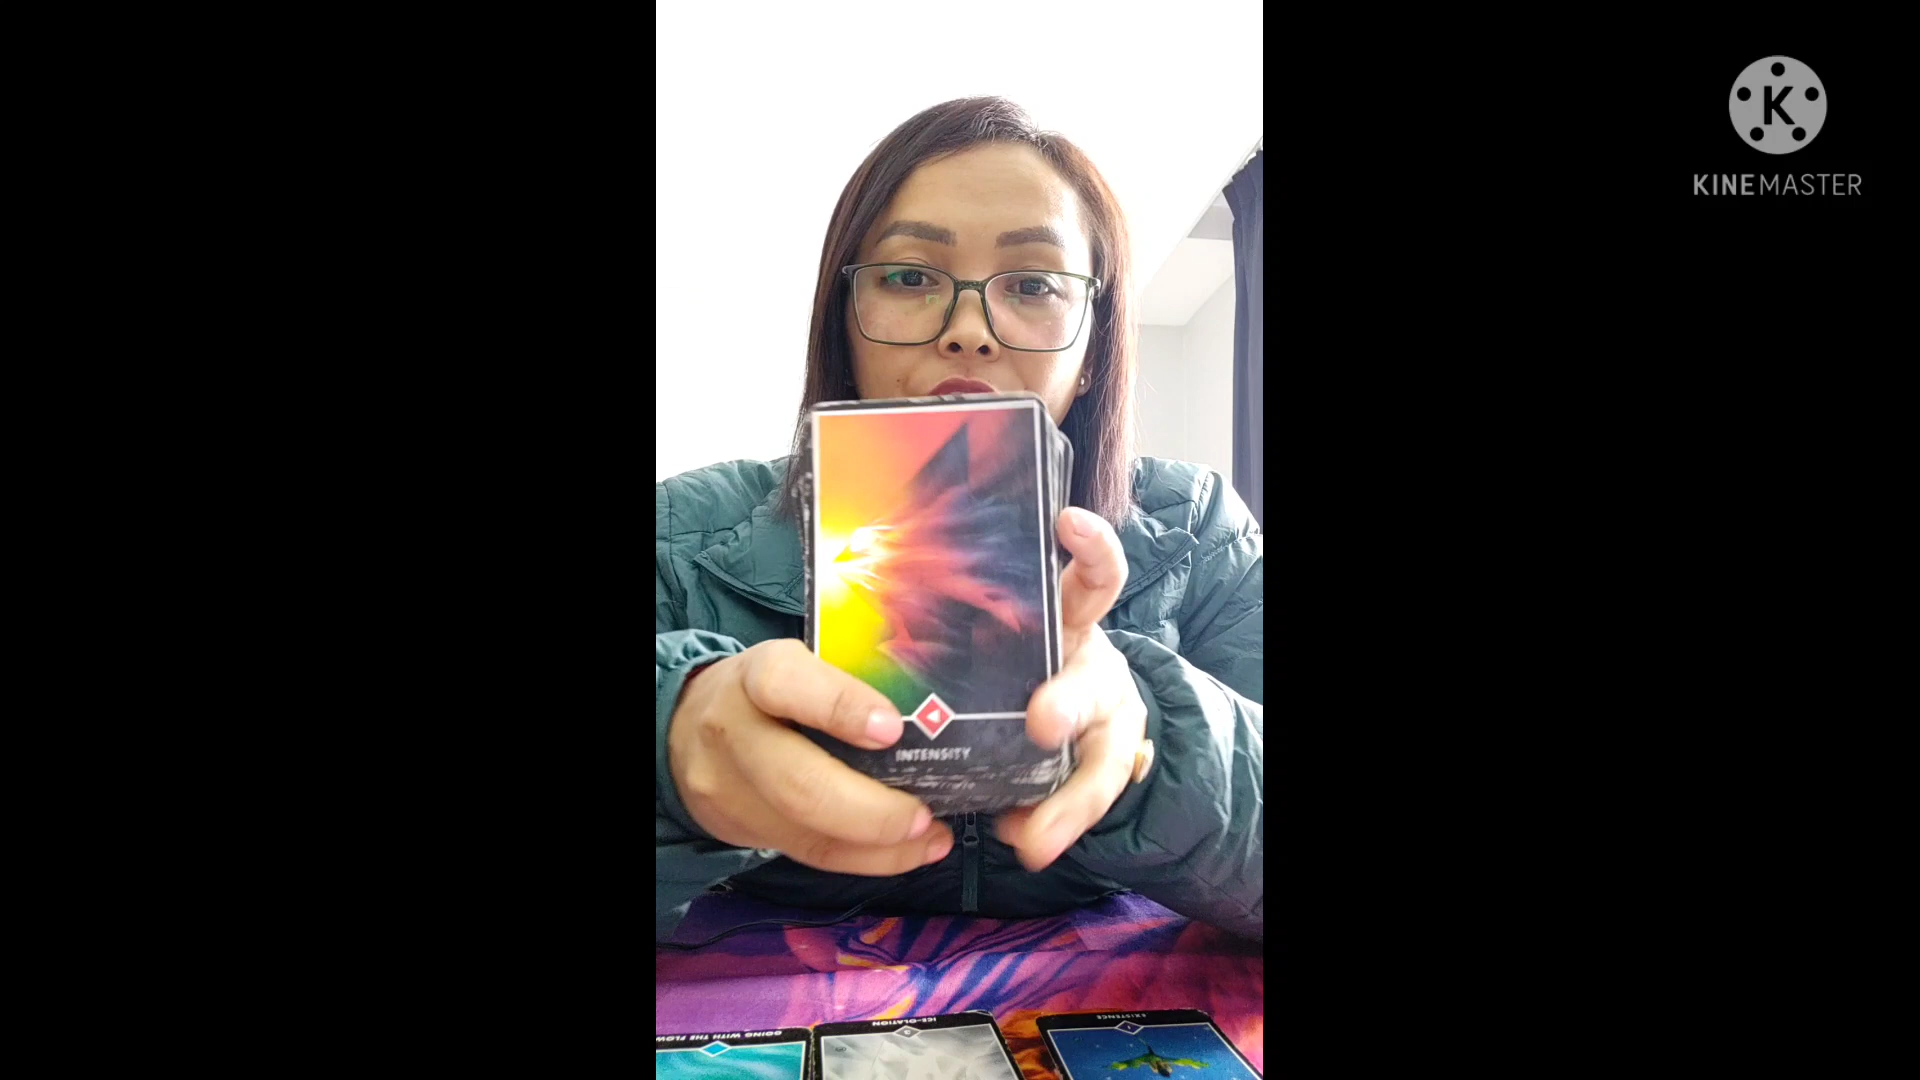 K
KINEMASTER
INTENSITY
GOING WITH THE FLOW
ICE-OLATION
EXISTENCE